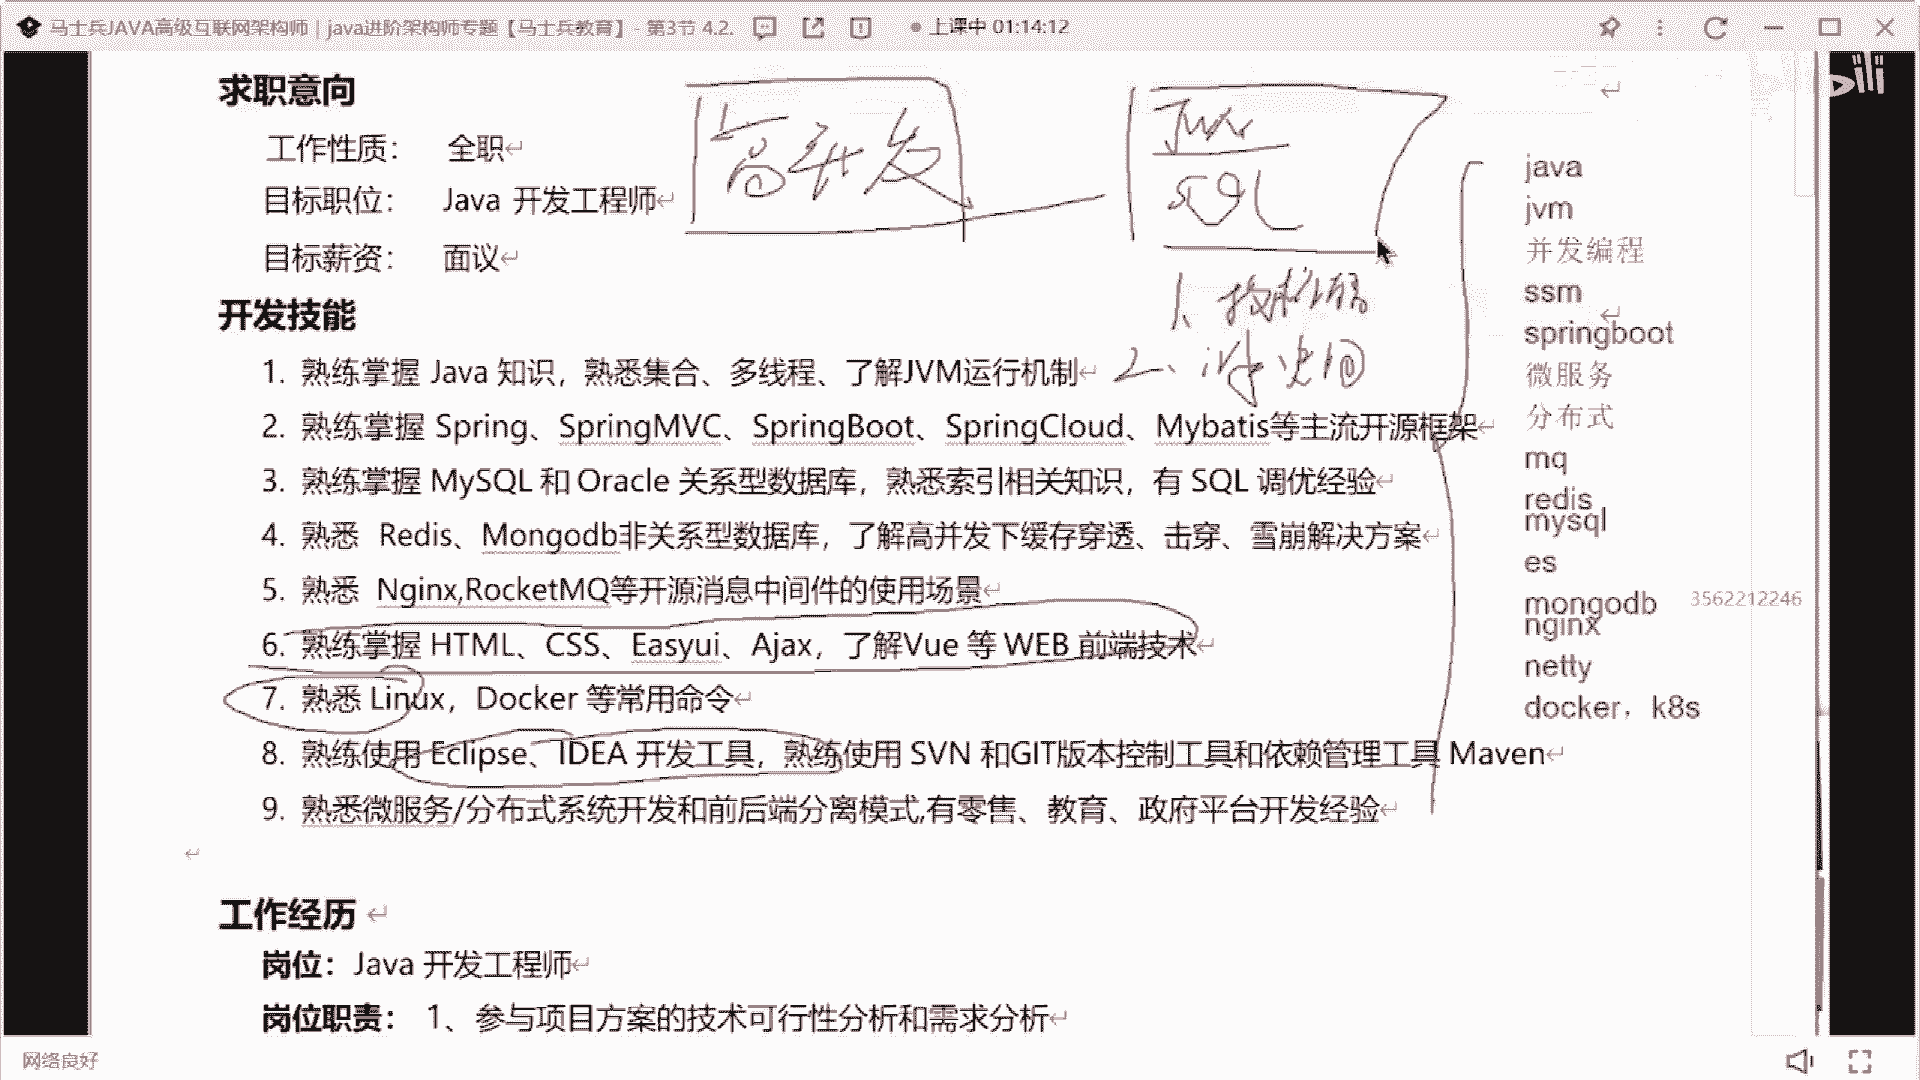 马士兵JAVA高级互联网架构师 | java进阶架构师专题【马士兵教育】- 第3节 4.2.
上课中 01:14:12
求职意向
工作性质： 全职
目标职位： Java 开发工程师
目标薪资： 面议
高开发
SQL
1、
2、
开发技能
1. 熟练掌握 Java 知识，熟悉集合、多线程、了解JVM运行机制
2. 熟练掌握 Spring、SpringMVC、SpringBoot、SpringCloud、Mybatis等主流开源框架
3. 熟练掌握 MySQL 和 Oracle 关系型数据库，熟悉索引相关知识，有 SQL 调优经验
4. 熟悉 Redis、Mongodb非关系型数据库，了解高并发下缓存穿透、击穿、雪崩解决方案
5. 熟悉 Nginx,RocketMQ等开源消息中间件的使用场景
6. 熟练掌握 HTML、CSS、Easyui、Ajax，了解Vue 等 WEB 前端技术
7. 熟悉 Linux，Docker 等常用命令
8. 熟练使用 Eclipse、IDEA 开发工具，熟练使用 SVN 和GIT版本控制工具和依赖管理工具 Maven
9. 熟悉微服务/分布式系统开发和前后端分离模式,有零售、教育、政府平台开发经验
工作经历
岗位：Java 开发工程师
岗位职责： 1、参与项目方案的技术可行性分析和需求分析
java
jvm
并发编程
ssm
springboot
微服务
分布式
mq
redis
mysql
es
mongodb
nginx
netty
docker，k8s
3562212246
网络良好